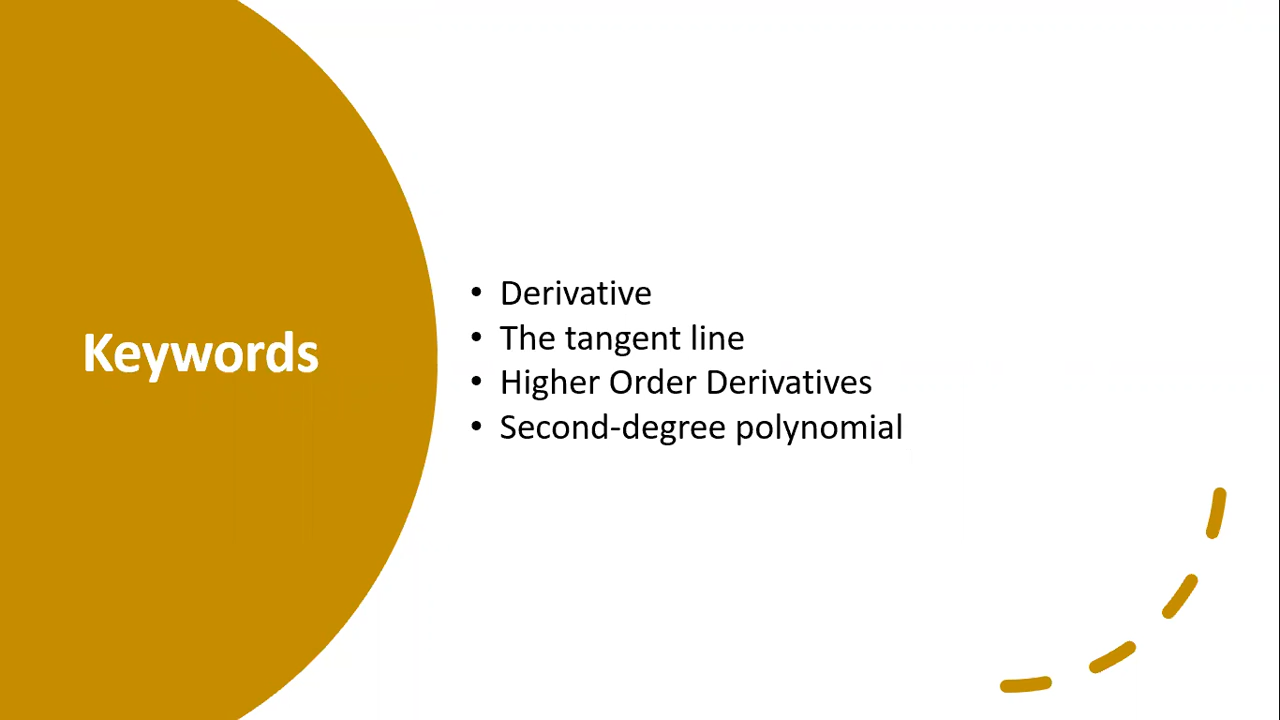 Keywords
• Derivative
• The tangent line
• Higher Order Derivatives
• Second-degree polynomial